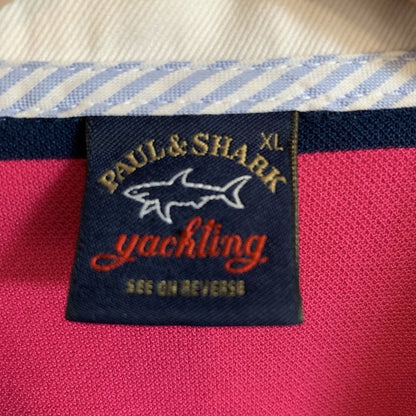 XL
PAUL & SHARK
yachting
SEE ON REVERSE